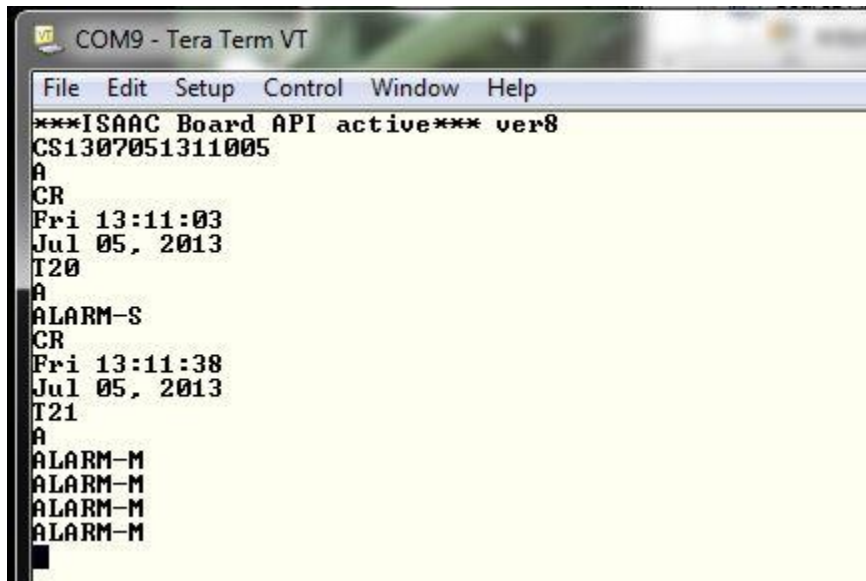 COM9 - Tera Term VT
File Edit Setup Control Window Help
***ISAAC Board API active*** ver8
CS1307051311005
A
CR
Fri 13:11:03
Jul 05, 2013
T20
A
ALARM-S
CR
Fri 13:11:38
Jul 05, 2013
T21
A
ALARM-M
ALARM-M
ALARM-M
ALARM-M